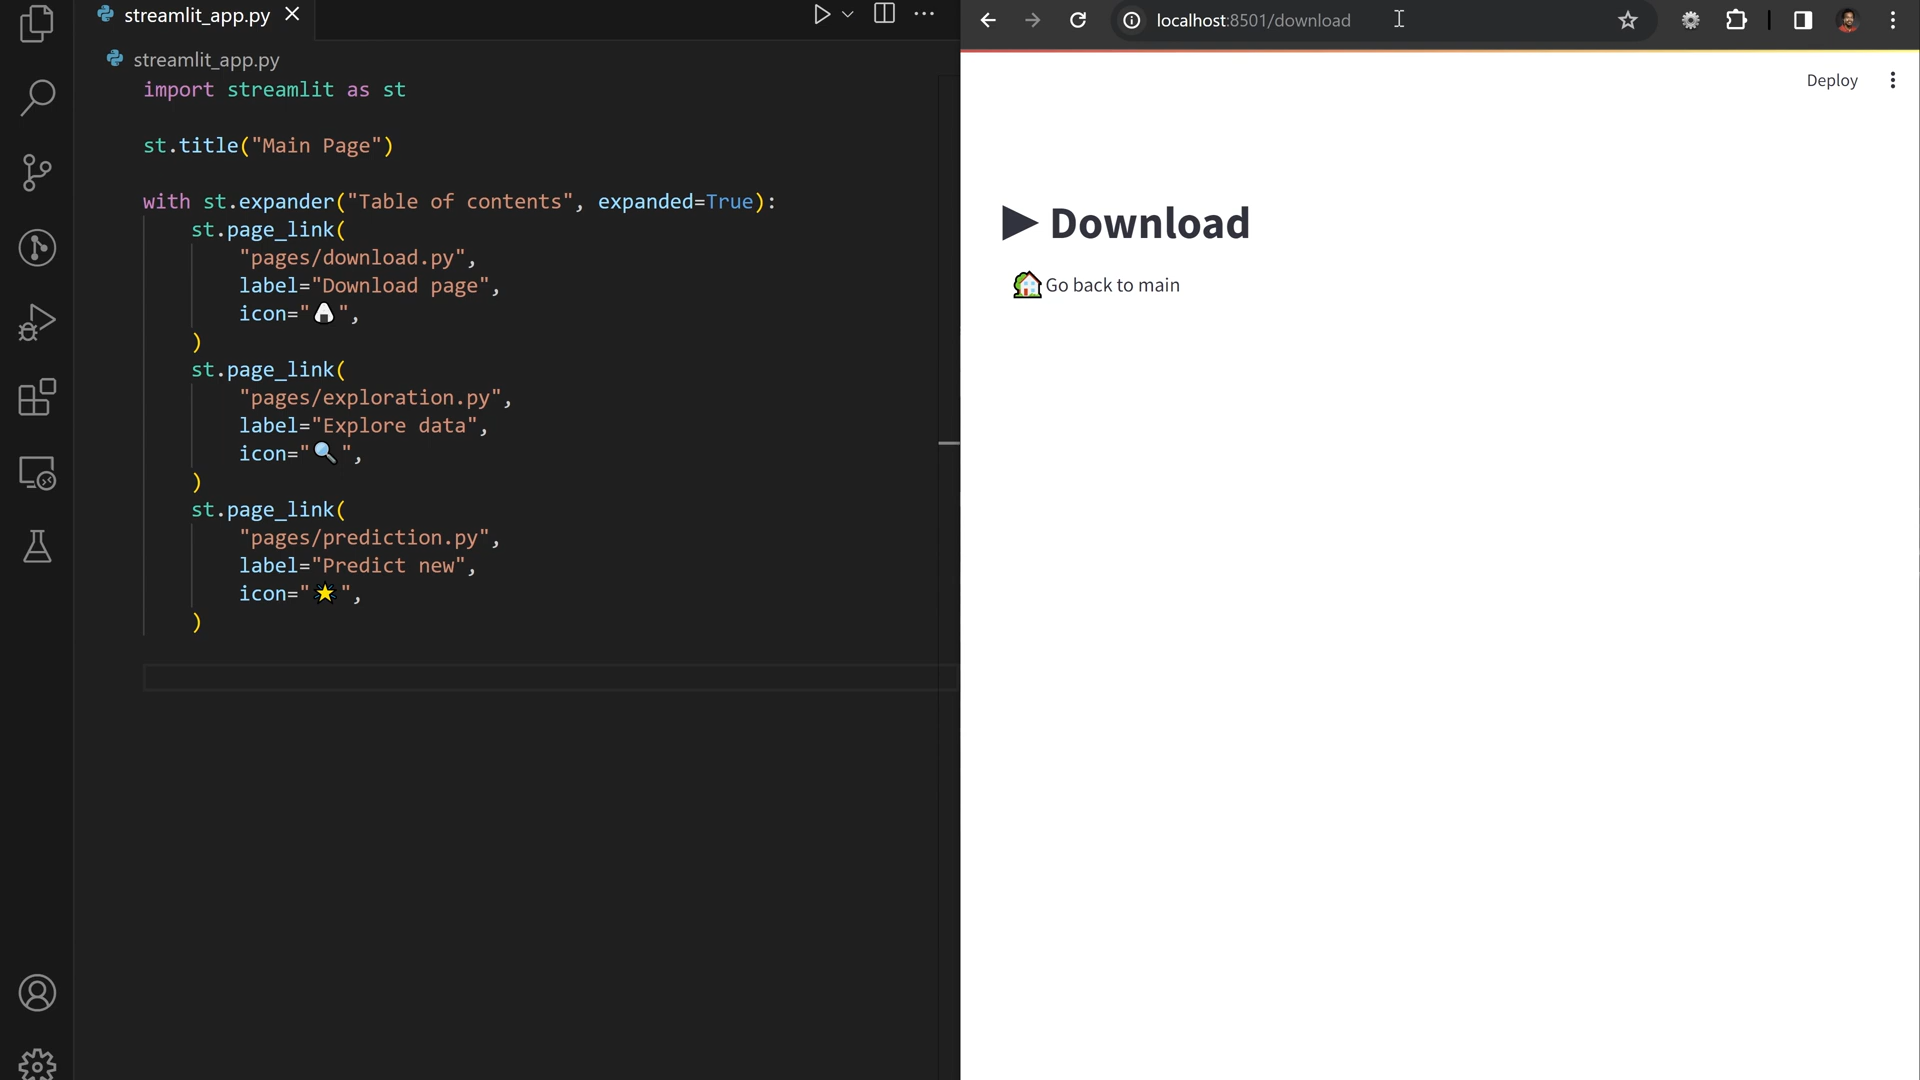 streamlit_app.py
streamlit_app.py
import streamlit as st
st.title("Main Page")
with st.expander("Table of contents", expanded=True):
st.page_link(
"pages/download.py",
label="Download page",
icon="🍙",
)
st.page_link(
"pages/exploration.py",
label="Explore data",
icon="🔍",
)
st.page_link(
"pages/prediction.py",
label="Predict new",
icon="🌟",
)
localhost:8501/download
Deploy
Download
Go back to main